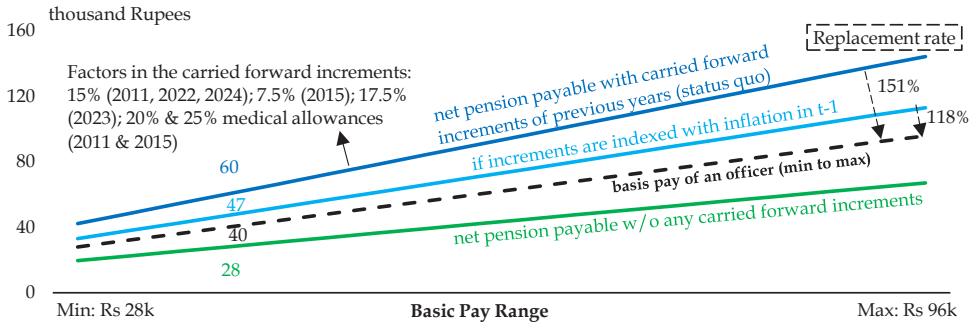 thousand Rupees
160
120
80
40
0
Replacement rate
Factors in the carried forward increments:
15% (2011, 2022, 2024); 7.5% (2015); 17.5%
(2023); 20% & 25% medical allowances
(2011 & 2015)
net pension payable with carried forward
increments of previous years (status quo)
151%
118%
if increments are indexed with inflation in t-1
basis pay of an officer (min to max)
net pension payable w/o any carried forward increments
60
47
40
28
Min: Rs 28k
Basic Pay Range
Max: Rs 96k